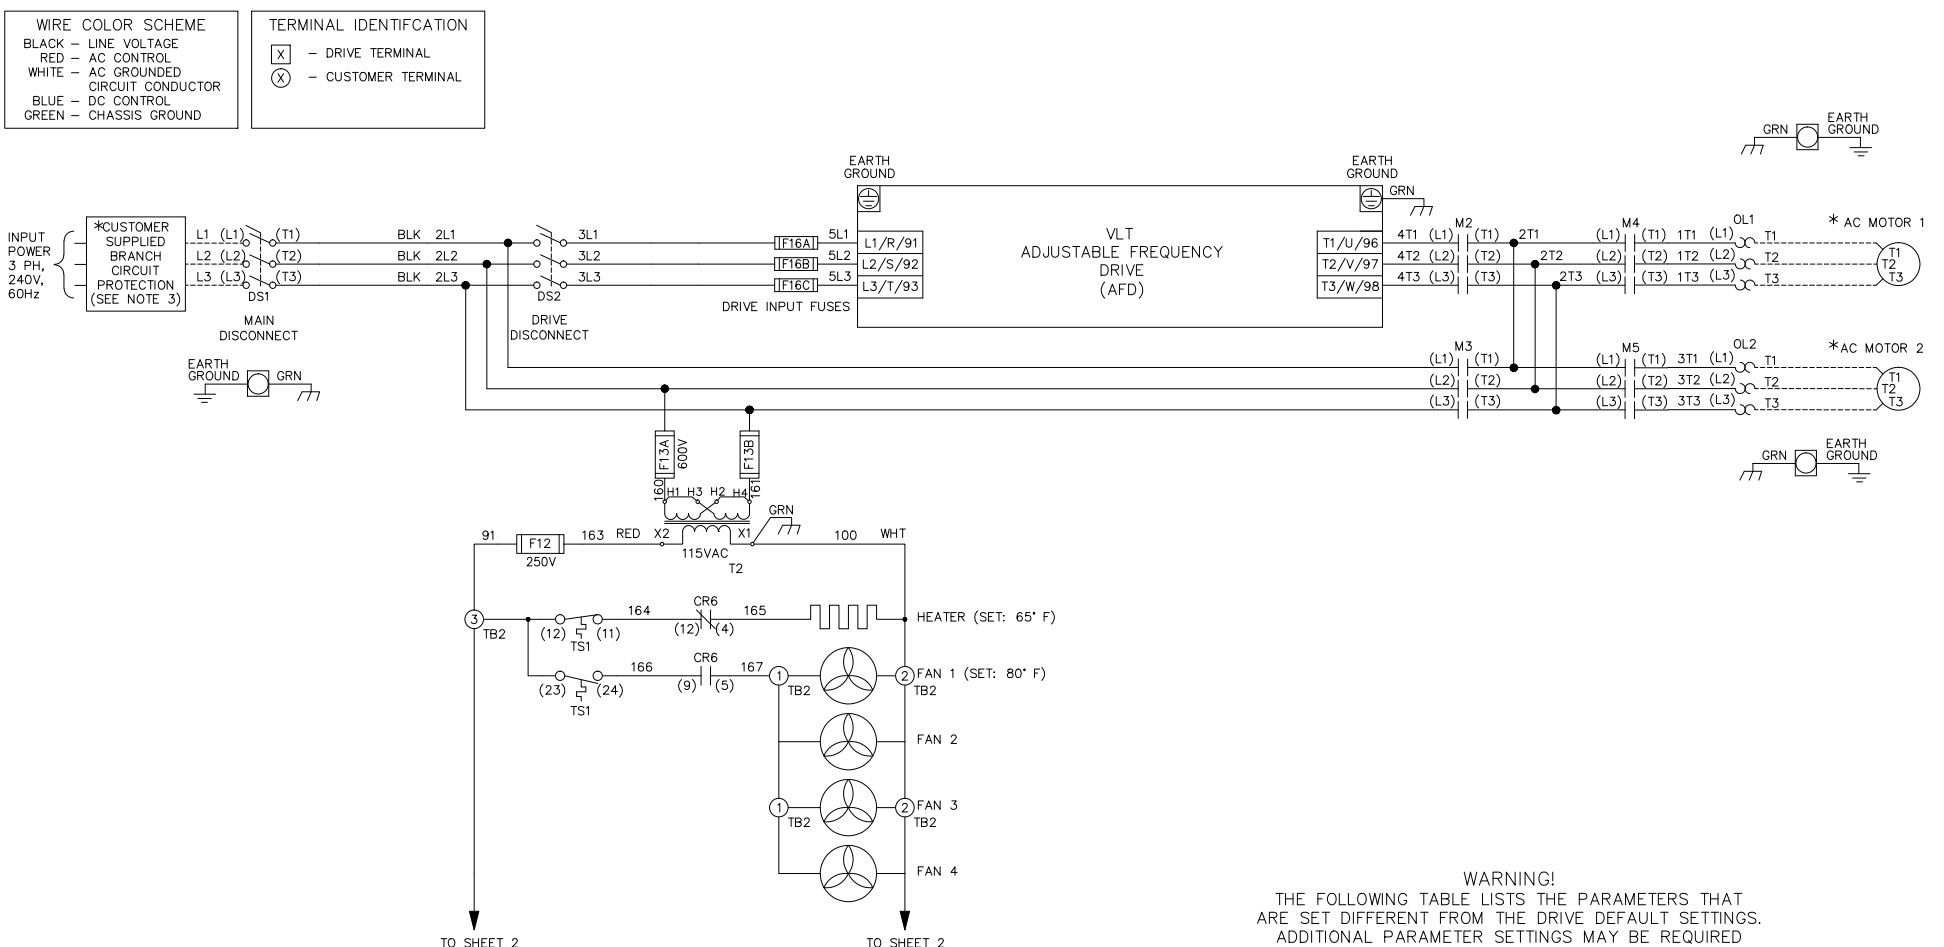 WIRE COLOR SCHEME
BLACK – LINE VOLTAGE
RED – AC CONTROL
WHITE – AC GROUNDED
CIRCUIT CONDUCTOR
BLUE – DC CONTROL
GREEN – CHASSIS GROUND
TERMINAL IDENTIFCATION
X – DRIVE TERMINAL
X – CUSTOMER TERMINAL
GRN
EARTH
GROUND
INPUT
POWER
3 PH,
240V,
60Hz
*CUSTOMER
SUPPLIED
BRANCH
CIRCUIT
PROTECTION
(SEE NOTE 3)
L1 (L1) (T1) BLK 2L1 3L1 F16A 5L1 L1/R/91
L2 (L2) (T2) BLK 2L2 3L2 F16B 5L2 L2/S/92
L3 (L3) (T3) BLK 2L3 3L3 F16C 5L3 L3/T/93
DS1
MAIN
DISCONNECT
DS2
DRIVE
DISCONNECT
DRIVE INPUT FUSES
EARTH
GROUND
VLT
ADJUSTABLE FREQUENCY
DRIVE
(AFD)
EARTH
GROUND
GRN
M2 M4 OL1 * AC MOTOR 1
T1/U/96 4T1 (L1) (T1) 2T1 (L1) (T1) 1T1 (L1) T1 T1
T2/V/97 4T2 (L2) (T2) 2T2 (L2) (T2) 1T2 (L2) T2 T2
T3/W/98 4T3 (L3) (T3) 2T3 (L3) (T3) 1T3 (L3) T3 T3
M3 M5 OL2 *AC MOTOR 2
(L1) (T1) (L1) (T1) 3T1 (L1) T1 T1
(L2) (T2) (L2) (T2) 3T2 (L2) T2 T2
(L3) (T3) (L3) (T3) 3T3 (L3) T3 T3
EARTH
GROUND
GRN
GRN
EARTH
GROUND
F13A
600V
F13B
160
H1 H3 H2 H4
161
GRN
91 F12 163 RED X2 X1 100 WHT
250V
115VAC
T2
3
TB2
(12) (11)
TS1
164
CR6
(12) (4)
165
HEATER (SET: 65° F)
(23) (24)
TS1
166
CR6
(9) (5)
167
1
TB2
2
TB2
FAN 1 (SET: 80° F)
FAN 2
1
TB2
2
TB2
FAN 3
FAN 4
TO SHEET 2
TO SHEET 2
WARNING!
THE FOLLOWING TABLE LISTS THE PARAMETERS THAT
ARE SET DIFFERENT FROM THE DRIVE DEFAULT SETTINGS.
ADDITIONAL PARAMETER SETTINGS MAY BE REQUIRED